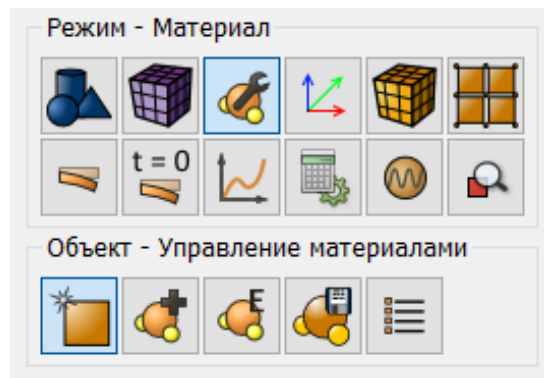 Режим - Материал
t = 0
Объект - Управление материалами
E